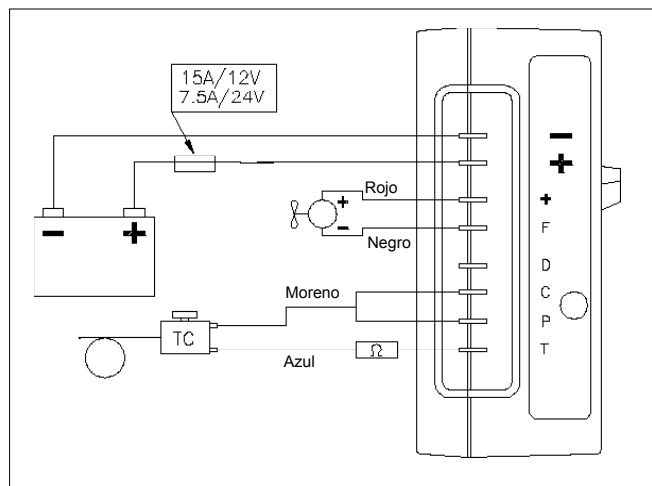 15A/12V
7.5A/24V
−
+
−
+
Rojo
+
−
Negro
+
F
D
Moreno
C
TC
P
Azul
Ω
T